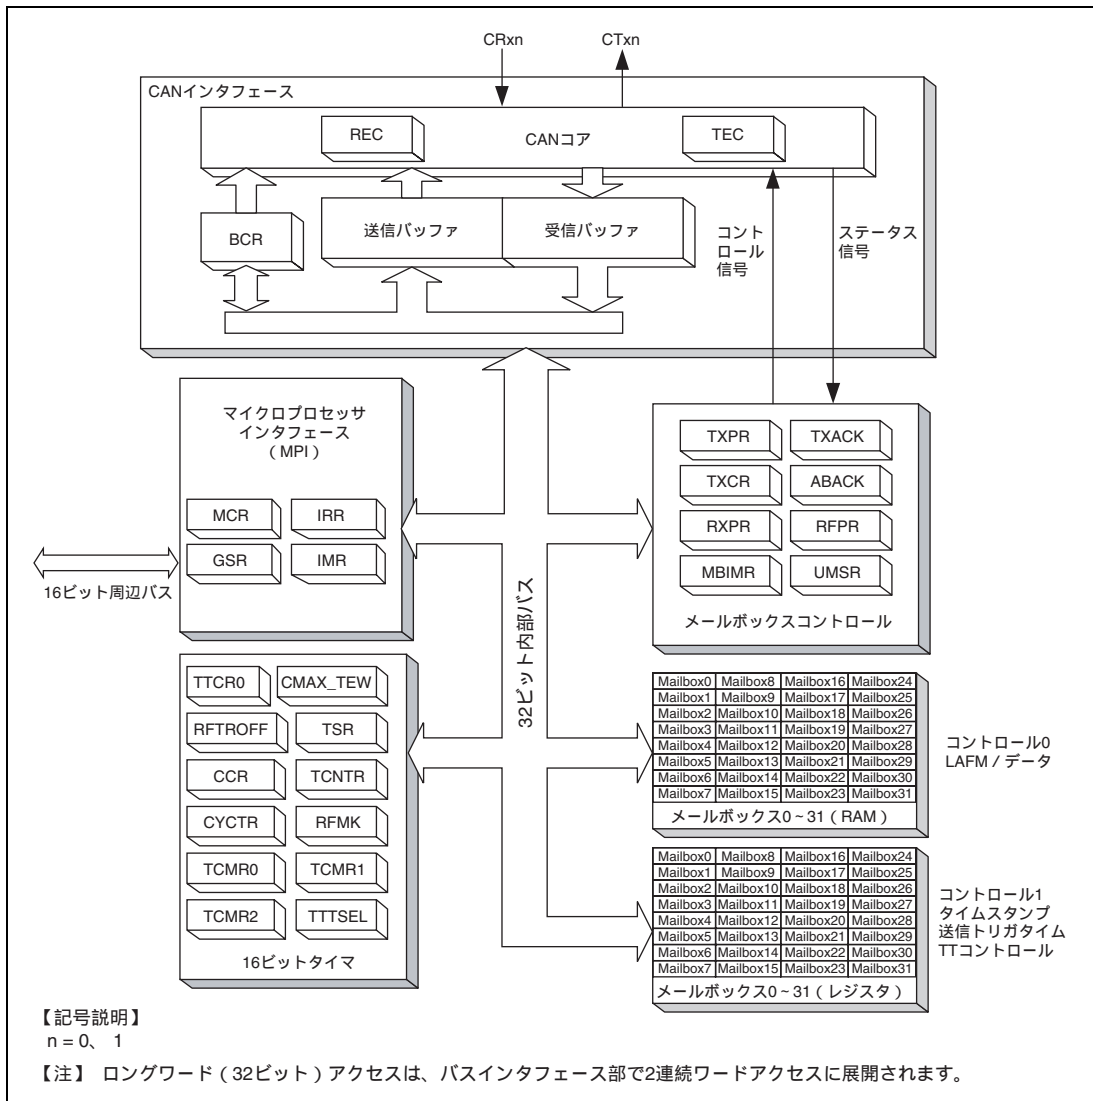 CRxn
CTxn
CANインタフェース
REC
CANコア
TEC
BCR
送信バッファ
受信バッファ
コント
ロール
信号
ステータス
信号
マイクロプロセッサ
インタフェース
(MPI)
MCR
IRR
GSR
IMR
16ビット周辺バス
32ビット内部バス
TXPR
TXACK
TXCR
ABACK
RXPR
RFPR
MBIMR
UMSR
メールボックスコントロール
TTCR0
CMAX_TEW
RFTROFF
TSR
CCR
TCNTR
CYCTR
RFMK
TCMR0
TCMR1
TCMR2
TTTSEL
16ビットタイマ
Mailbox0 Mailbox8 Mailbox16 Mailbox24
Mailbox1 Mailbox9 Mailbox17 Mailbox25
Mailbox2 Mailbox10 Mailbox18 Mailbox26
Mailbox3 Mailbox11 Mailbox19 Mailbox27
Mailbox4 Mailbox12 Mailbox20 Mailbox28
Mailbox5 Mailbox13 Mailbox21 Mailbox29
Mailbox6 Mailbox14 Mailbox22 Mailbox30
Mailbox7 Mailbox15 Mailbox23 Mailbox31
メールボックス0~31(RAM)
コントロール0
LAFM / データ
Mailbox0 Mailbox8 Mailbox16 Mailbox24
Mailbox1 Mailbox9 Mailbox17 Mailbox25
Mailbox2 Mailbox10 Mailbox18 Mailbox26
Mailbox3 Mailbox11 Mailbox19 Mailbox27
Mailbox4 Mailbox12 Mailbox20 Mailbox28
Mailbox5 Mailbox13 Mailbox21 Mailbox29
Mailbox6 Mailbox14 Mailbox22 Mailbox30
Mailbox7 Mailbox15 Mailbox23 Mailbox31
メールボックス0~31(レジスタ)
コントロール1
タイムスタンプ
送信トリガタイム
TTコントロール
【記号説明】
n = 0、 1
【注】 ロングワード(32ビット)アクセスは、バスインタフェース部で2連続ワードアクセスに展開されます。